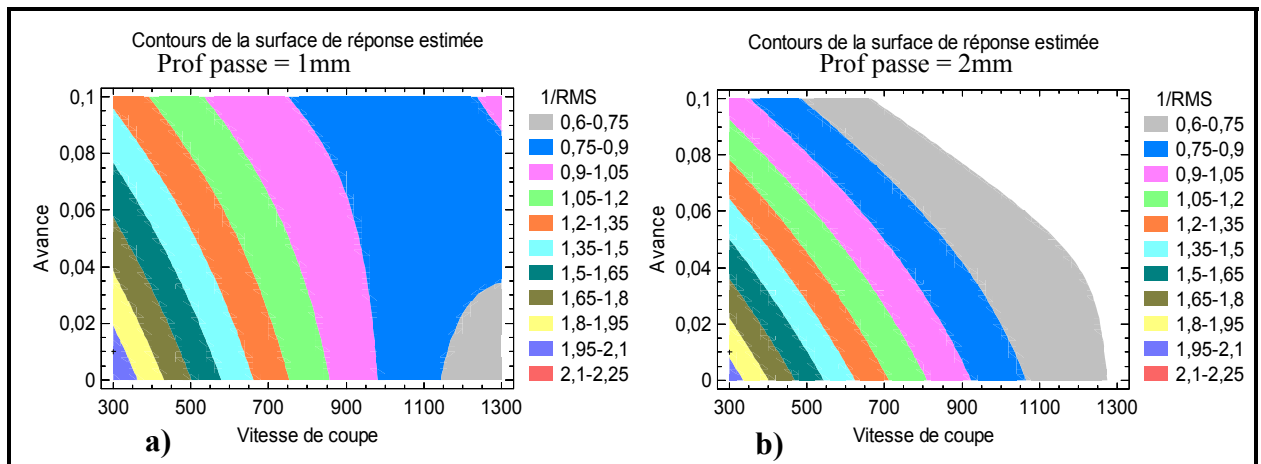 Contours de la surface de réponse estimée
Prof passe = 1mm
1/RMS
0,6-0,75
0,75-0,9
0,9-1,05
1,05-1,2
1,2-1,35
1,35-1,5
1,5-1,65
1,65-1,8
1,8-1,95
1,95-2,1
2,1-2,25
Avance
0,1
0,08
0,06
0,04
0,02
0
300 500 700 900 1100 1300
Vitesse de coupe
a)
Contours de la surface de réponse estimée
Prof passe = 2mm
1/RMS
0,6-0,75
0,75-0,9
0,9-1,05
1,05-1,2
1,2-1,35
1,35-1,5
1,5-1,65
1,65-1,8
1,8-1,95
1,95-2,1
2,1-2,25
Avance
0,1
0,08
0,06
0,04
0,02
0
300 500 700 900 1100 1300
Vitesse de coupe
b)